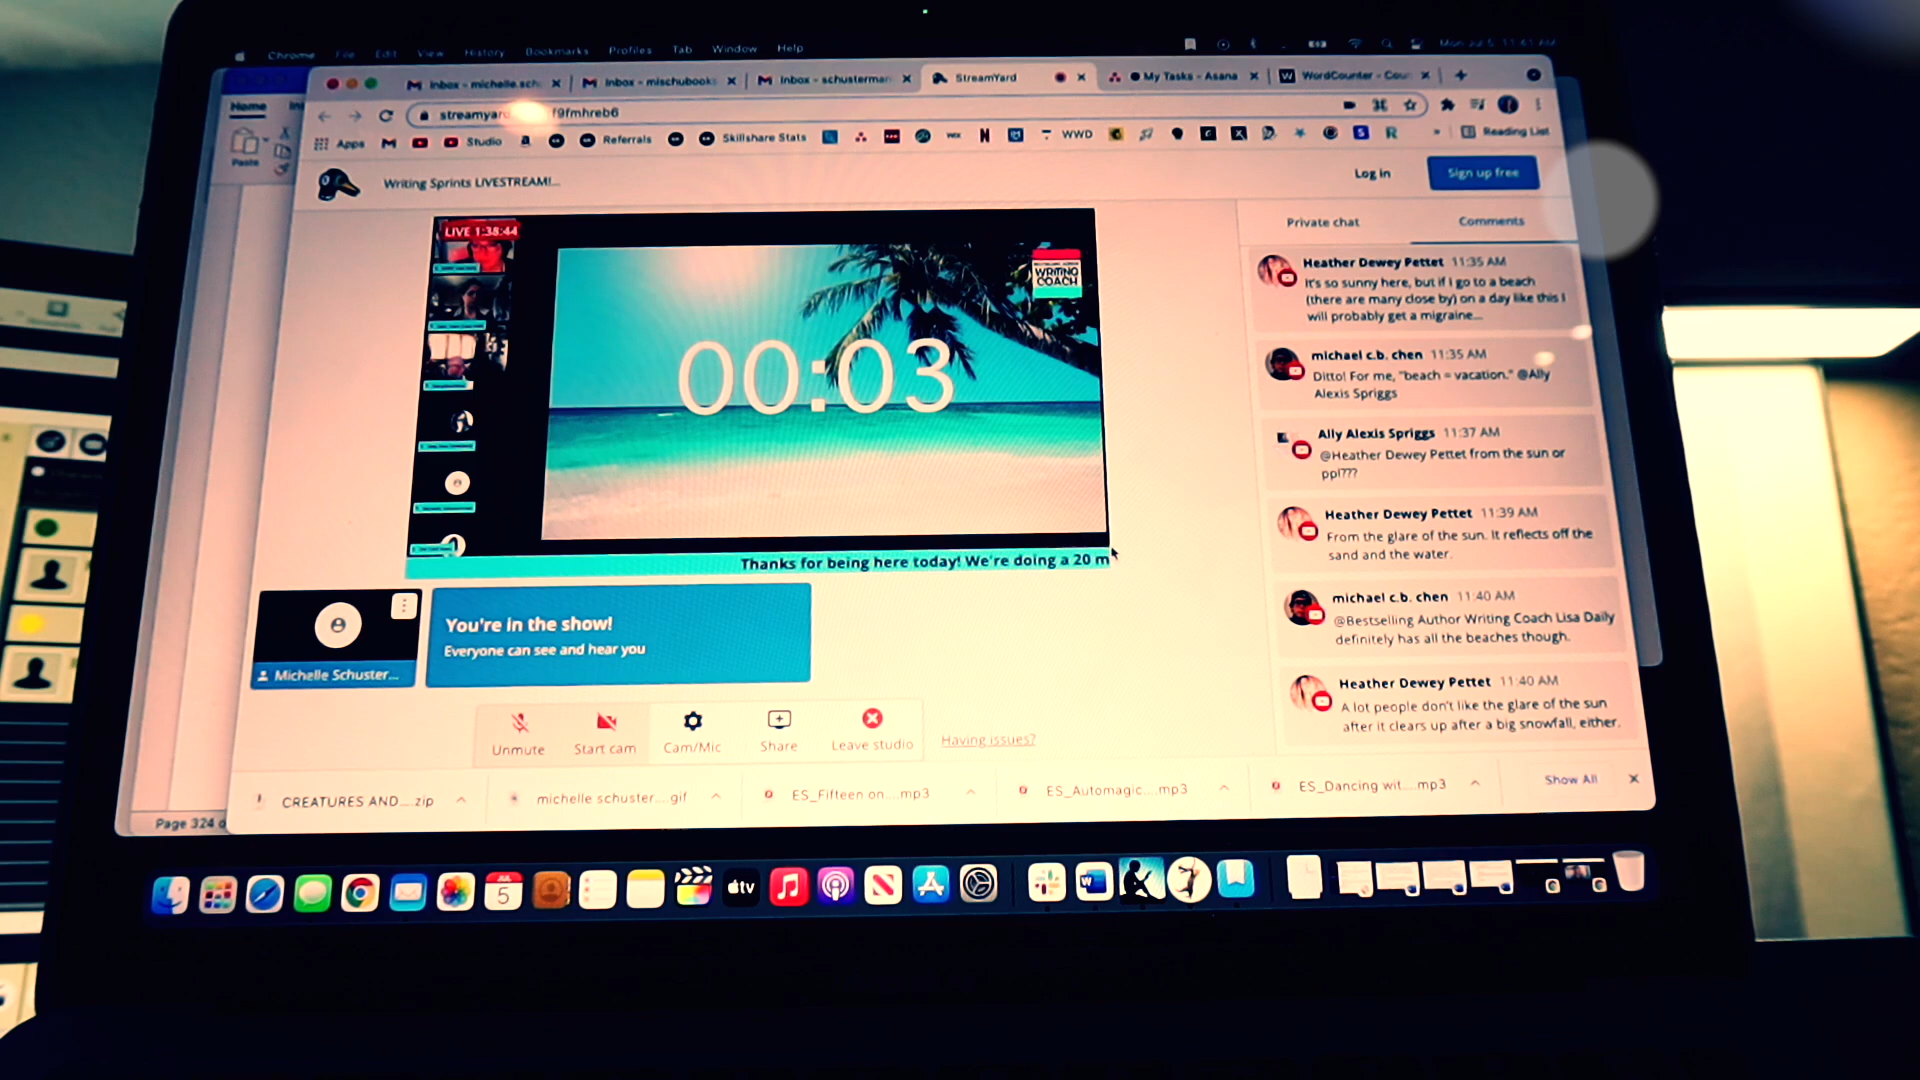 Chrome File Edit View History Bookmarks Profiles Tab Window Help
Mon Jul 5 11:41 AM
Home
Paste
Inbox - michelle.sch
Inbox - mischubook
Inbox - schusterman
StreamYard
My Tasks - Asana
WordCounter - Cou
f9fmhreb6
Apps
Studio
Referrals
Skillshare Stats
WWD
Reading List
Writing Sprints LIVESTREAM!...
Log in
Sign up free
LIVE 1:38:44
WRITING
COACH
00:03
Thanks for being here today! We're doing a 20 m
Michelle Schuster...
You're in the show!
Everyone can see and hear you
Unmute
Start cam
Cam/Mic
Share
Leave studio
Having issues?
Private chat
Comments
Heather Dewey Pettet 11:35 AM
It's so sunny here, but if I go to a beach
(there are many close by) on a day like this I
will probably get a migraine...
michael c.b. chen 11:35 AM
Ditto! For me, "beach = vacation." @Ally
Alexis Spriggs
Ally Alexis Spriggs 11:37 AM
@Heather Dewey Pettet from the sun or
ppl???
Heather Dewey Pettet 11:39 AM
From the glare of the sun. It reflects off the
sand and the water.
michael c.b. chen 11:40 AM
@Bestselling Author Writing Coach Lisa Daily
definitely has all the beaches though.
Heather Dewey Pettet 11:40 AM
A lot people don't like the glare of the sun
after it clears up after a big snowfall, either.
CREATURES AND....zip
michelle schuster....gif
ES_Fifteen on....mp3
ES_Automagic....mp3
ES_Dancing wit....mp3
Show All
Page 324 o
JUL
5
tv